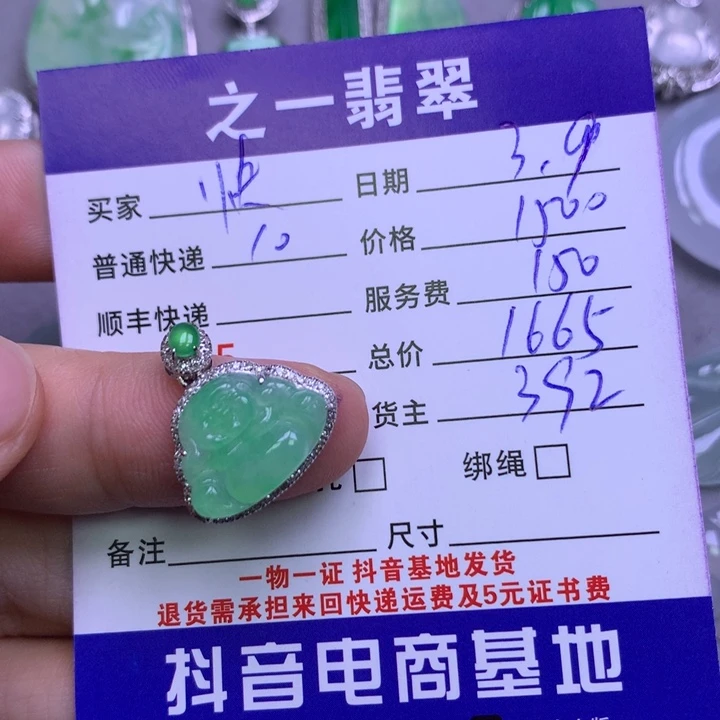 之一翡翠
买家 日期 3.9
普通快递 10 价格 1500
顺丰快递 服务费 150
5 总价 1665
货主 392
绑绳
备注 尺寸
一物一证 抖音基地发货
退货需承担来回快递运费及5元证书费
抖音电商基地